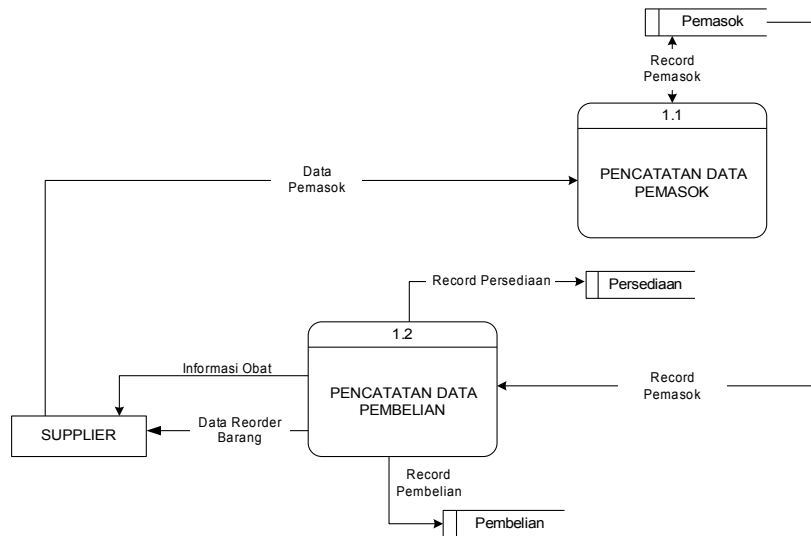 Pemasok
Record
Pemasok
1.1
PENCATATAN DATA
PEMASOK
Data
Pemasok
Record Persediaan
Persediaan
1.2
PENCATATAN DATA
PEMBELIAN
Informasi Obat
Record
Pemasok
SUPPLIER
Data Reorder
Barang
Record
Pembelian
Pembelian